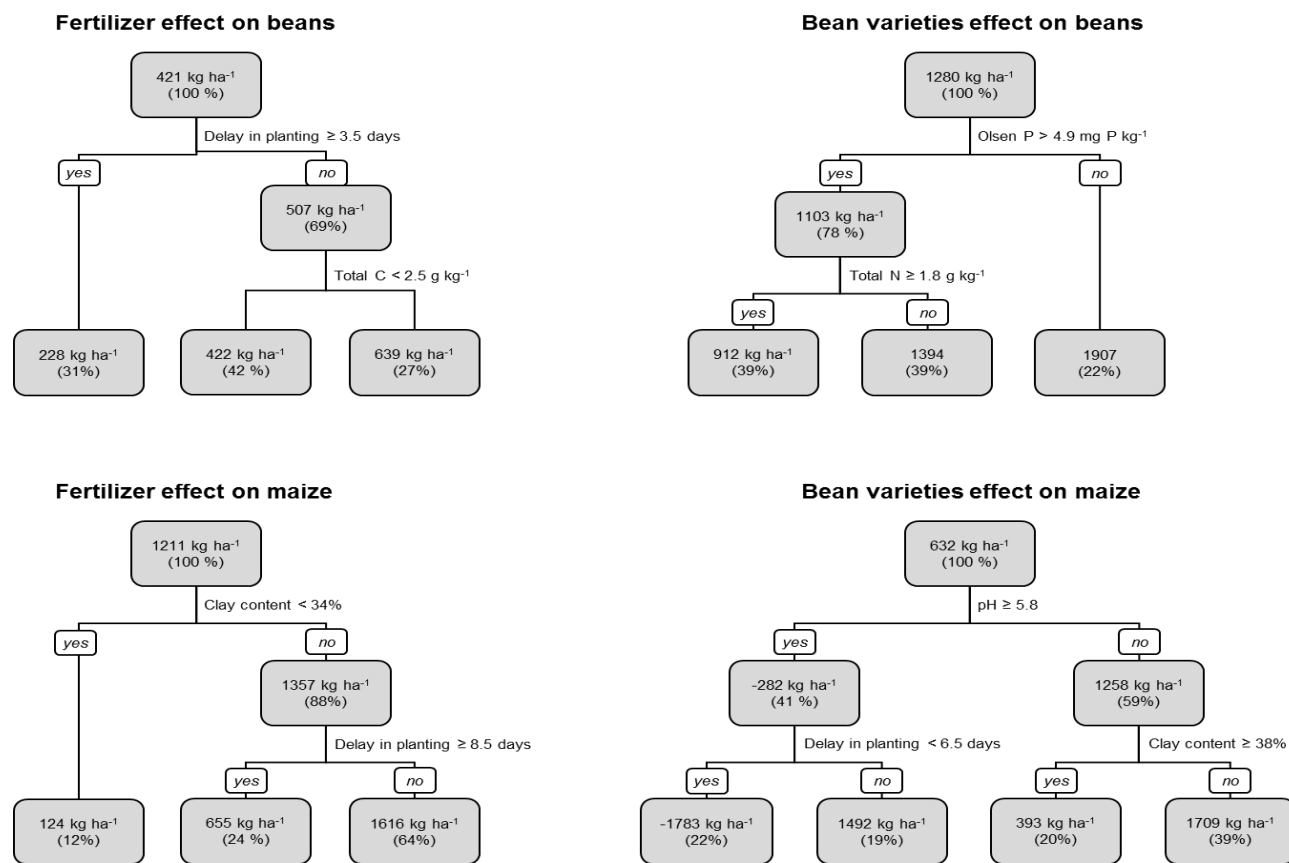 Fertilizer effect on beans
421 kg ha⁻¹
(100 %)
Delay in planting ≥ 3.5 days
yes
no
507 kg ha⁻¹
(69%)
Total C < 2.5 g kg⁻¹
228 kg ha⁻¹
(31%)
422 kg ha⁻¹
(42 %)
639 kg ha⁻¹
(27%)
Bean varieties effect on beans
1280 kg ha⁻¹
(100 %)
Olsen P > 4.9 mg P kg⁻¹
yes
no
1103 kg ha⁻¹
(78 %)
Total N ≥ 1.8 g kg⁻¹
yes
no
912 kg ha⁻¹
(39%)
1394
(39%)
1907
(22%)
Fertilizer effect on maize
1211 kg ha⁻¹
(100 %)
Clay content < 34%
yes
no
1357 kg ha⁻¹
(88%)
Delay in planting ≥ 8.5 days
yes
no
124 kg ha⁻¹
(12%)
655 kg ha⁻¹
(24 %)
1616 kg ha⁻¹
(64%)
Bean varieties effect on maize
632 kg ha⁻¹
(100 %)
pH ≥ 5.8
yes
no
-282 kg ha⁻¹
(41 %)
1258 kg ha⁻¹
(59%)
Delay in planting < 6.5 days
Clay content ≥ 38%
yes
no
yes
no
-1783 kg ha⁻¹
(22%)
1492 kg ha⁻¹
(19%)
393 kg ha⁻¹
(20%)
1709 kg ha⁻¹
(39%)